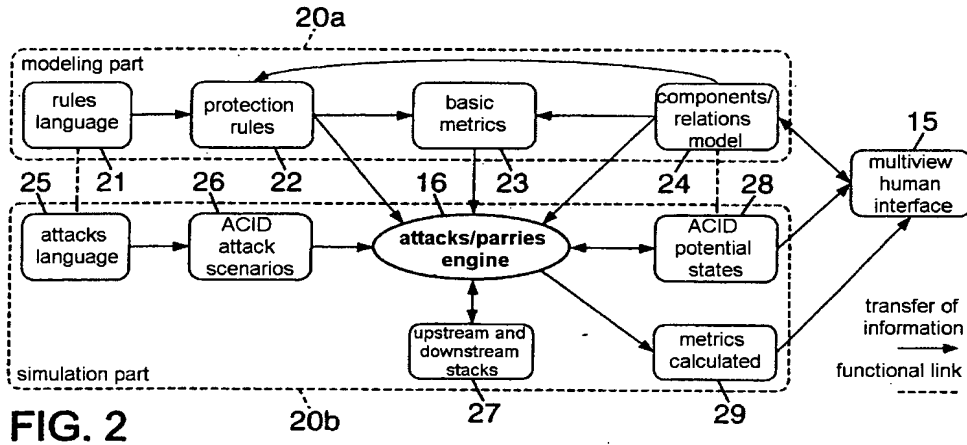 20a
modeling part
rules
language
protection
rules
basic
metrics
components/
relations
model
15
multiview
human
interface
25
21
26
22
16
23
24
28
attacks
language
ACID
attack
scenarios
attacks/parries
engine
ACID
potential
states
upstream and
downstream
stacks
metrics
calculated
transfer of
information
functional link
simulation part
20b
27
29
FIG. 2